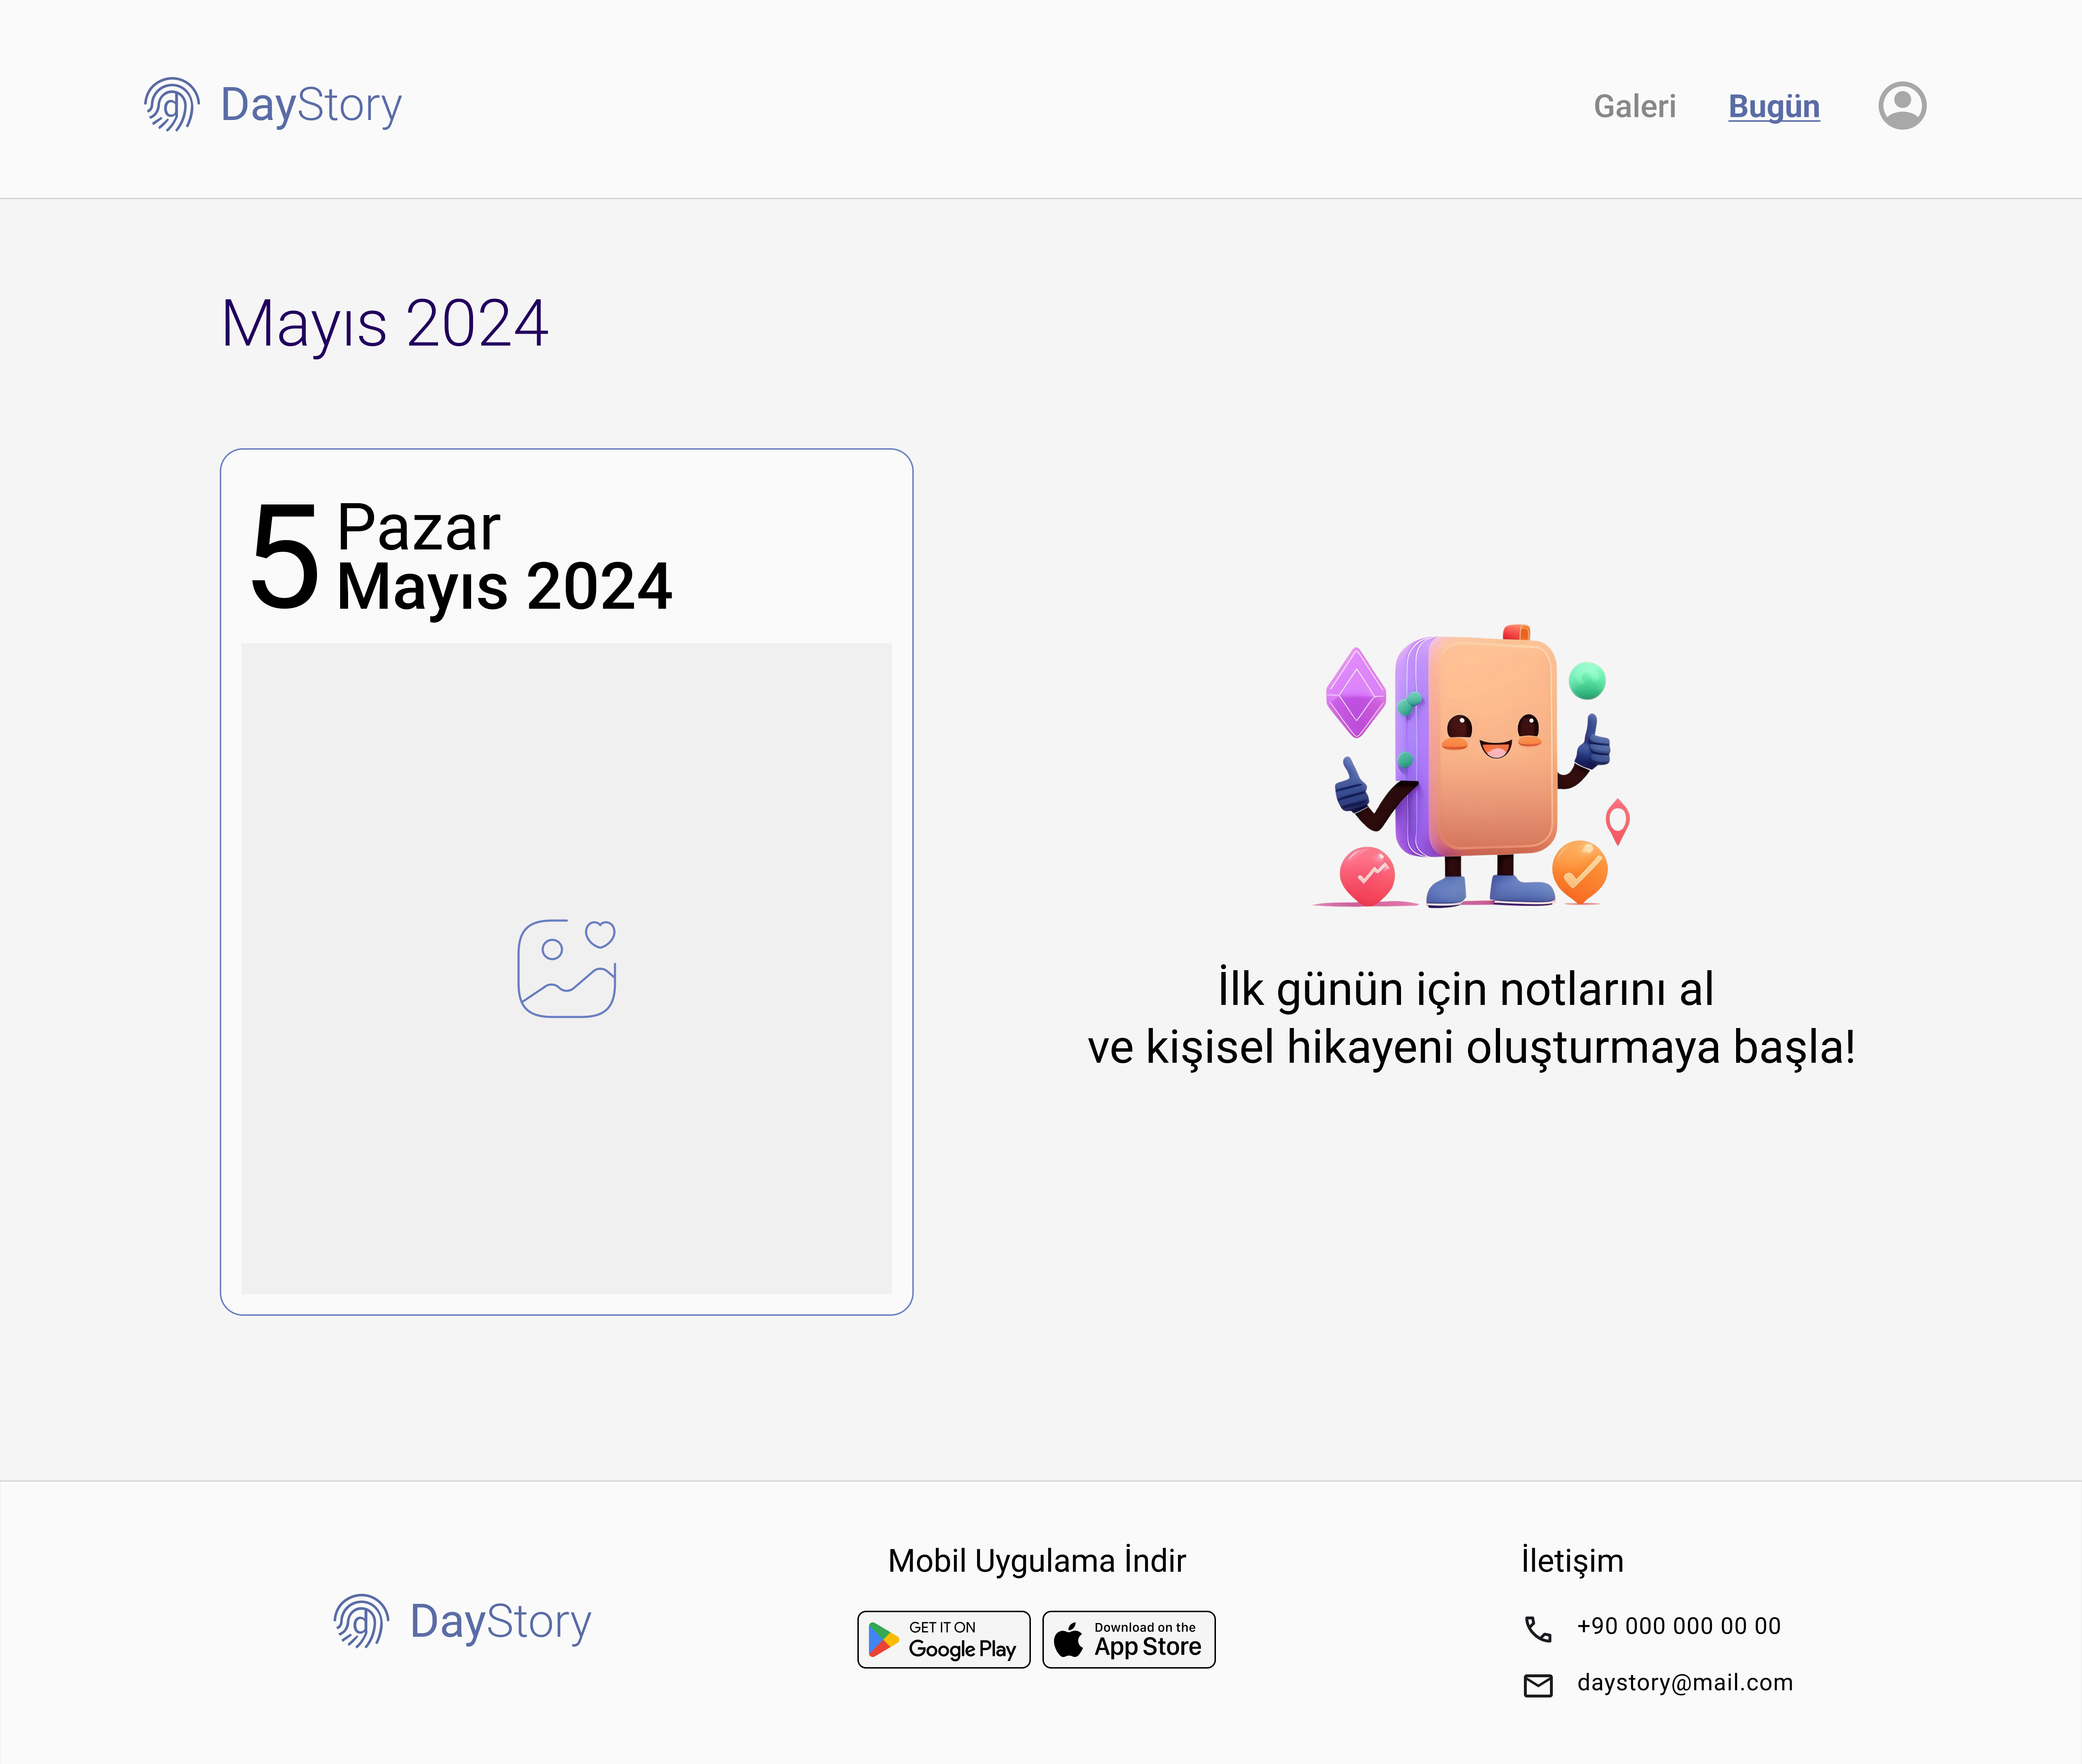 DayStory
Galeri
Bugün
Mayıs 2024
5
Pazar
Mayıs 2024
İlk günün için notlarını al
ve kişisel hikayeni oluşturmaya başla!
DayStory
Mobil Uygulama İndir
GET IT ON
Google Play
Download on the
App Store
İletişim
+90 000 000 00 00
daystory@mail.com